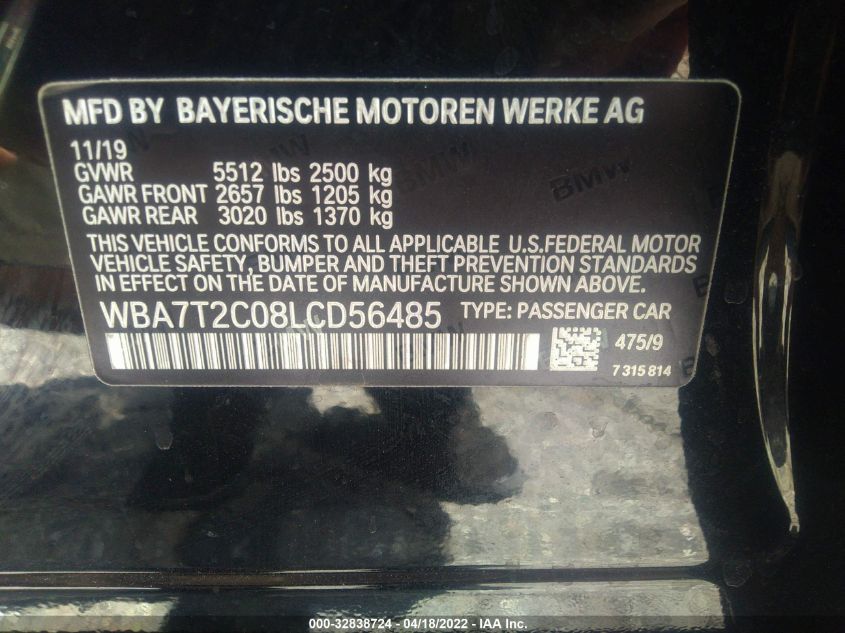 MFD BY BAYERISCHE MOTOREN WERKE AG
11/19
GVWR 5512 lbs 2500 kg
GAWR FRONT 2657 lbs 1205 kg
GAWR REAR 3020 lbs 1370 kg
THIS VEHICLE CONFORMS TO ALL APPLICABLE U.S.FEDERAL MOTOR
VEHICLE SAFETY, BUMPER AND THEFT PREVENTION STANDARDS
IN EFFECT ON THE DATE OF MANUFACTURE SHOWN ABOVE.
WBA7T2C08LCD56485 TYPE: PASSENGER CAR
475/9
7 315 814
000-32838724 - 04/18/2022 - IAA, Inc.